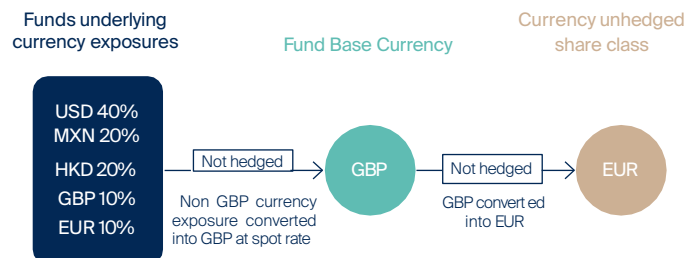 Funds underlying
currency exposures
Fund Base Currency
Currency unhedged
share class
USD 40%
MXN 20%
HKD 20%
GBP 10%
EUR 10%
Not hedged
Non GBP currency
exposure converted
into GBP at spot rate
GBP
Not hedged
GBP convert ed
into EUR
EUR